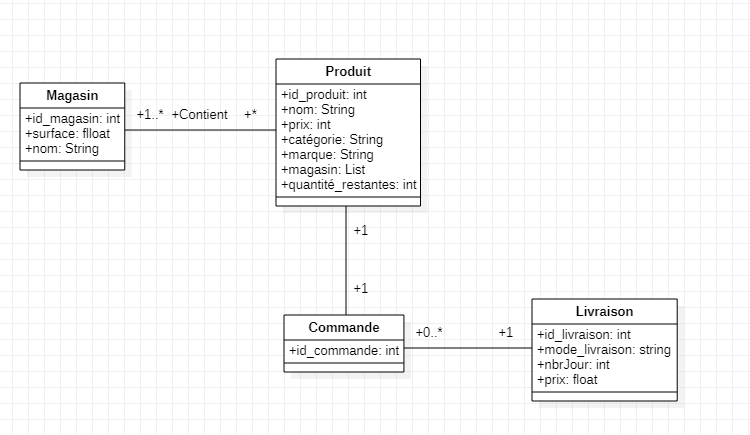 Magasin
+id_magasin: int
+surface: flloat
+nom: String
+1..* +Contient +*
Produit
+id_produit: int
+nom: String
+prix: int
+catégorie: String
+marque: String
+magasin: List
+quantité_restantes: int
+1
+1
Commande
+id_commande: int
+0..* +1
Livraison
+id_livraison: int
+mode_livraison: string
+nbrJour: int
+prix: float